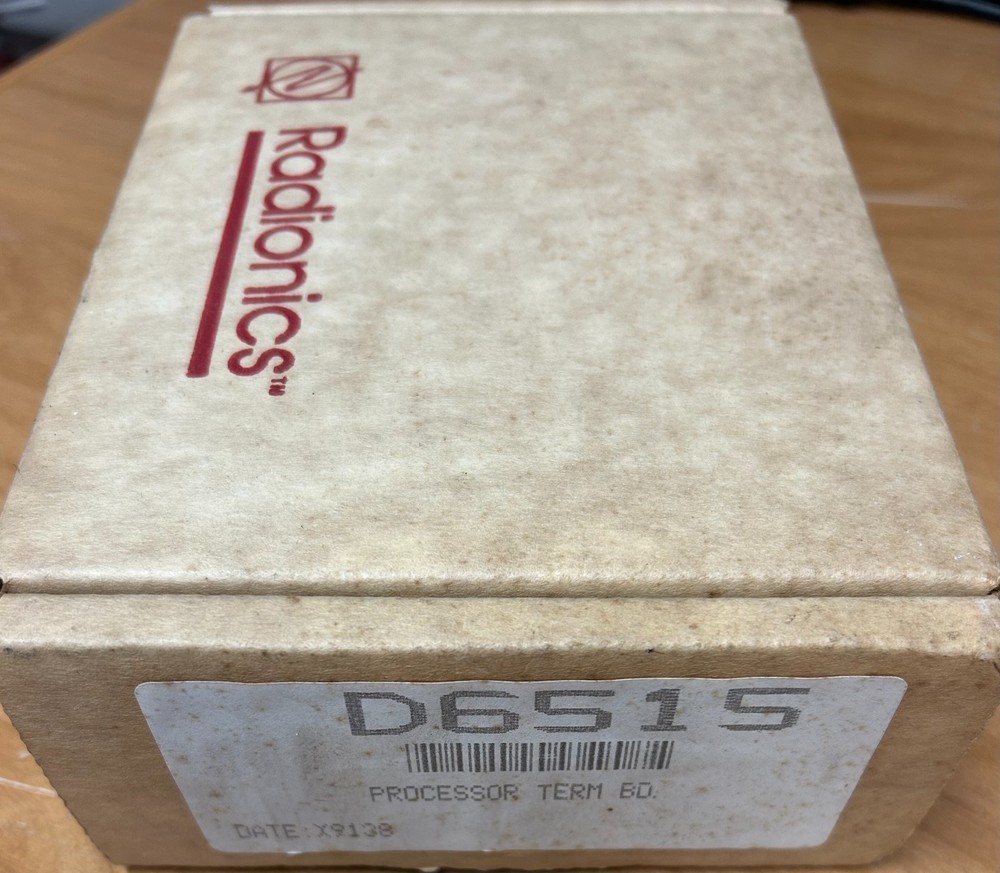 Radionics™
D6515
PROCESSOR TERM BD.
DATE:X9138